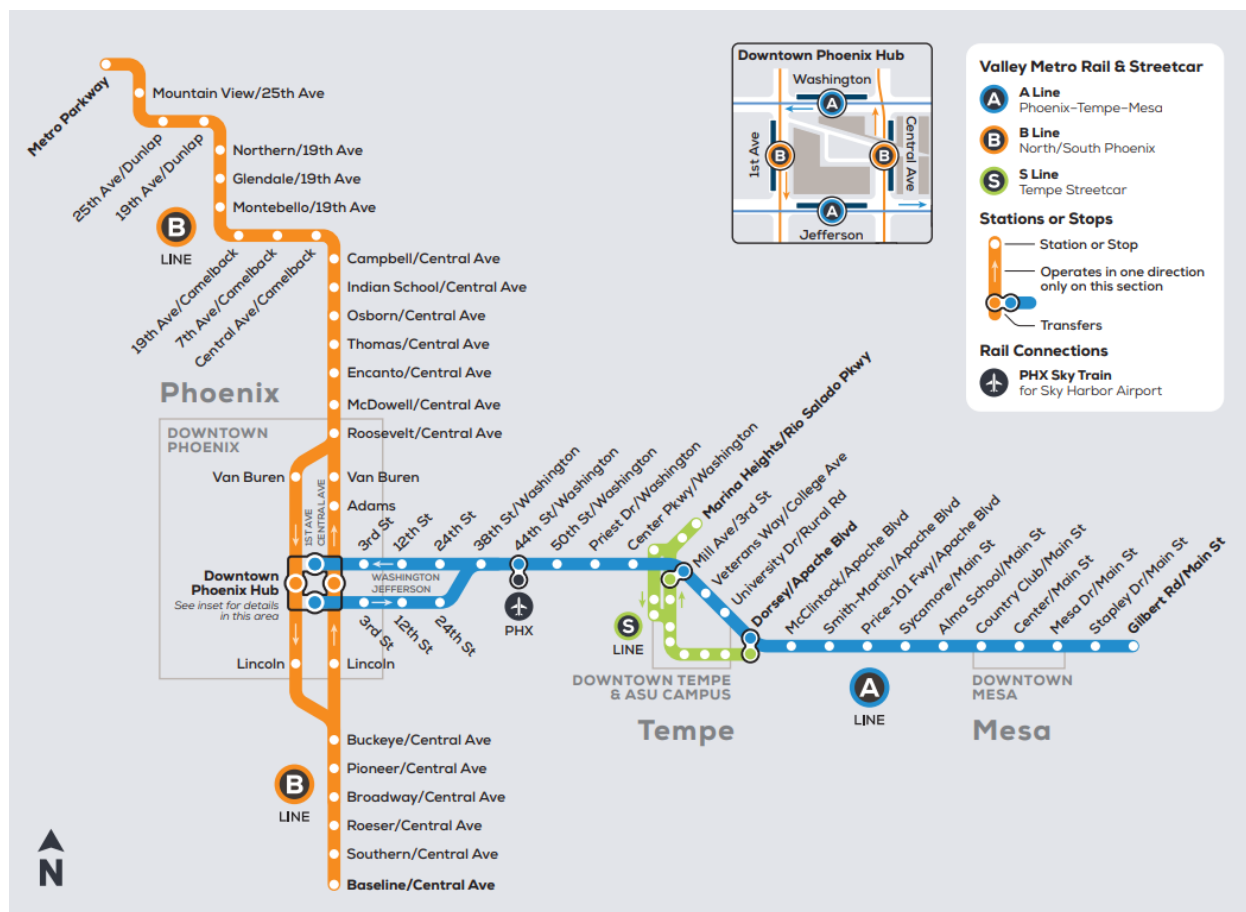 Metro Parkway
Mountain View/25th Ave
25th Ave/Dunlap
19th Ave/Dunlap
Northern/19th Ave
Glendale/19th Ave
Montebello/19th Ave
B
LINE
19th Ave/Camelback
7th Ave/Camelback
Central Ave/Camelback
Campbell/Central Ave
Indian School/Central Ave
Osborn/Central Ave
Thomas/Central Ave
Encanto/Central Ave
McDowell/Central Ave
Roosevelt/Central Ave
Phoenix
DOWNTOWN
PHOENIX
Van Buren
Van Buren
Adams
1ST AVE
CENTRAL AVE
3rd St
12th St
24th St
WASHINGTON
JEFFERSON
3rd St
12th St
24th St
Downtown
Phoenix Hub
See inset for details
in this area
Lincoln
Lincoln
Buckeye/Central Ave
Pioneer/Central Ave
Broadway/Central Ave
Roeser/Central Ave
Southern/Central Ave
Baseline/Central Ave
B
LINE
N
38th St/Washington
44th St/Washington
PHX
50th St/Washington
Priest Dr/Washington
Center Pkwy/Washington
Marina Heights/Rio Salado Pkwy
Mill Ave/3rd St
Veterans Way/College Ave
University Dr/Rural Rd
Dorsey/Apache Blvd
S
LINE
DOWNTOWN TEMPE
& ASU CAMPUS
Tempe
McClintock/Apache Blvd
Smith-Martin/Apache Blvd
Price-101 Fwy/Apache Blvd
Sycamore/Main St
Alma School/Main St
Country Club/Main St
Center/Main St
Mesa Dr/Main St
Stapley Dr/Main St
Gilbert Rd/Main St
A
LINE
DOWNTOWN
MESA
Mesa
Downtown Phoenix Hub
Washington
A
1st Ave
B
B
Central Ave
A
Jefferson
Valley Metro Rail & Streetcar
A
A Line
Phoenix–Tempe–Mesa
B
B Line
North/South Phoenix
S
S Line
Tempe Streetcar
Stations or Stops
Station or Stop
Operates in one direction
only on this section
Transfers
Rail Connections
PHX Sky Train
for Sky Harbor Airport